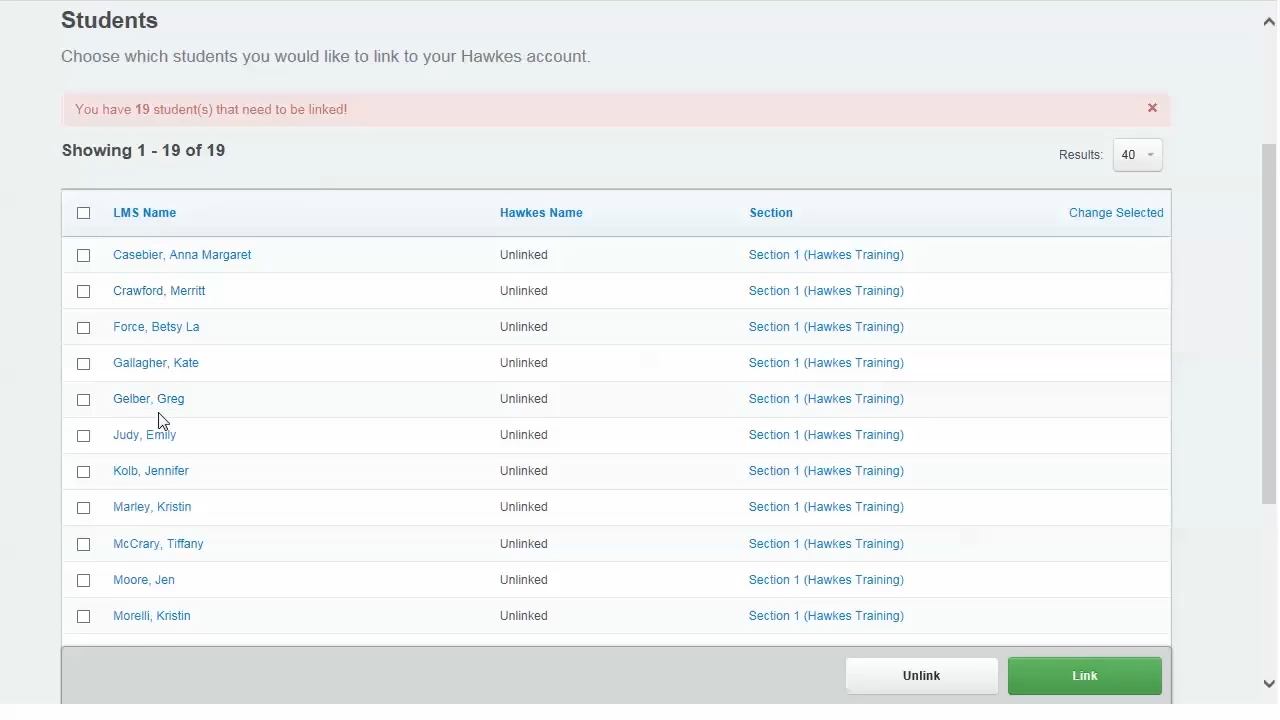 Students
Choose which students you would like to link to your Hawkes account.
You have 19 student(s) that need to be linked!
Showing 1 - 19 of 19
Results: 40
LMS Name Hawkes Name Section Change Selected
Casebier, Anna Margaret Unlinked Section 1 (Hawkes Training)
Crawford, Merritt Unlinked Section 1 (Hawkes Training)
Force, Betsy La Unlinked Section 1 (Hawkes Training)
Gallagher, Kate Unlinked Section 1 (Hawkes Training)
Gelber, Greg Unlinked Section 1 (Hawkes Training)
Judy, Emily Unlinked Section 1 (Hawkes Training)
Kolb, Jennifer Unlinked Section 1 (Hawkes Training)
Marley, Kristin Unlinked Section 1 (Hawkes Training)
McCrary, Tiffany Unlinked Section 1 (Hawkes Training)
Moore, Jen Unlinked Section 1 (Hawkes Training)
Morelli, Kristin Unlinked Section 1 (Hawkes Training)
Unlink Link